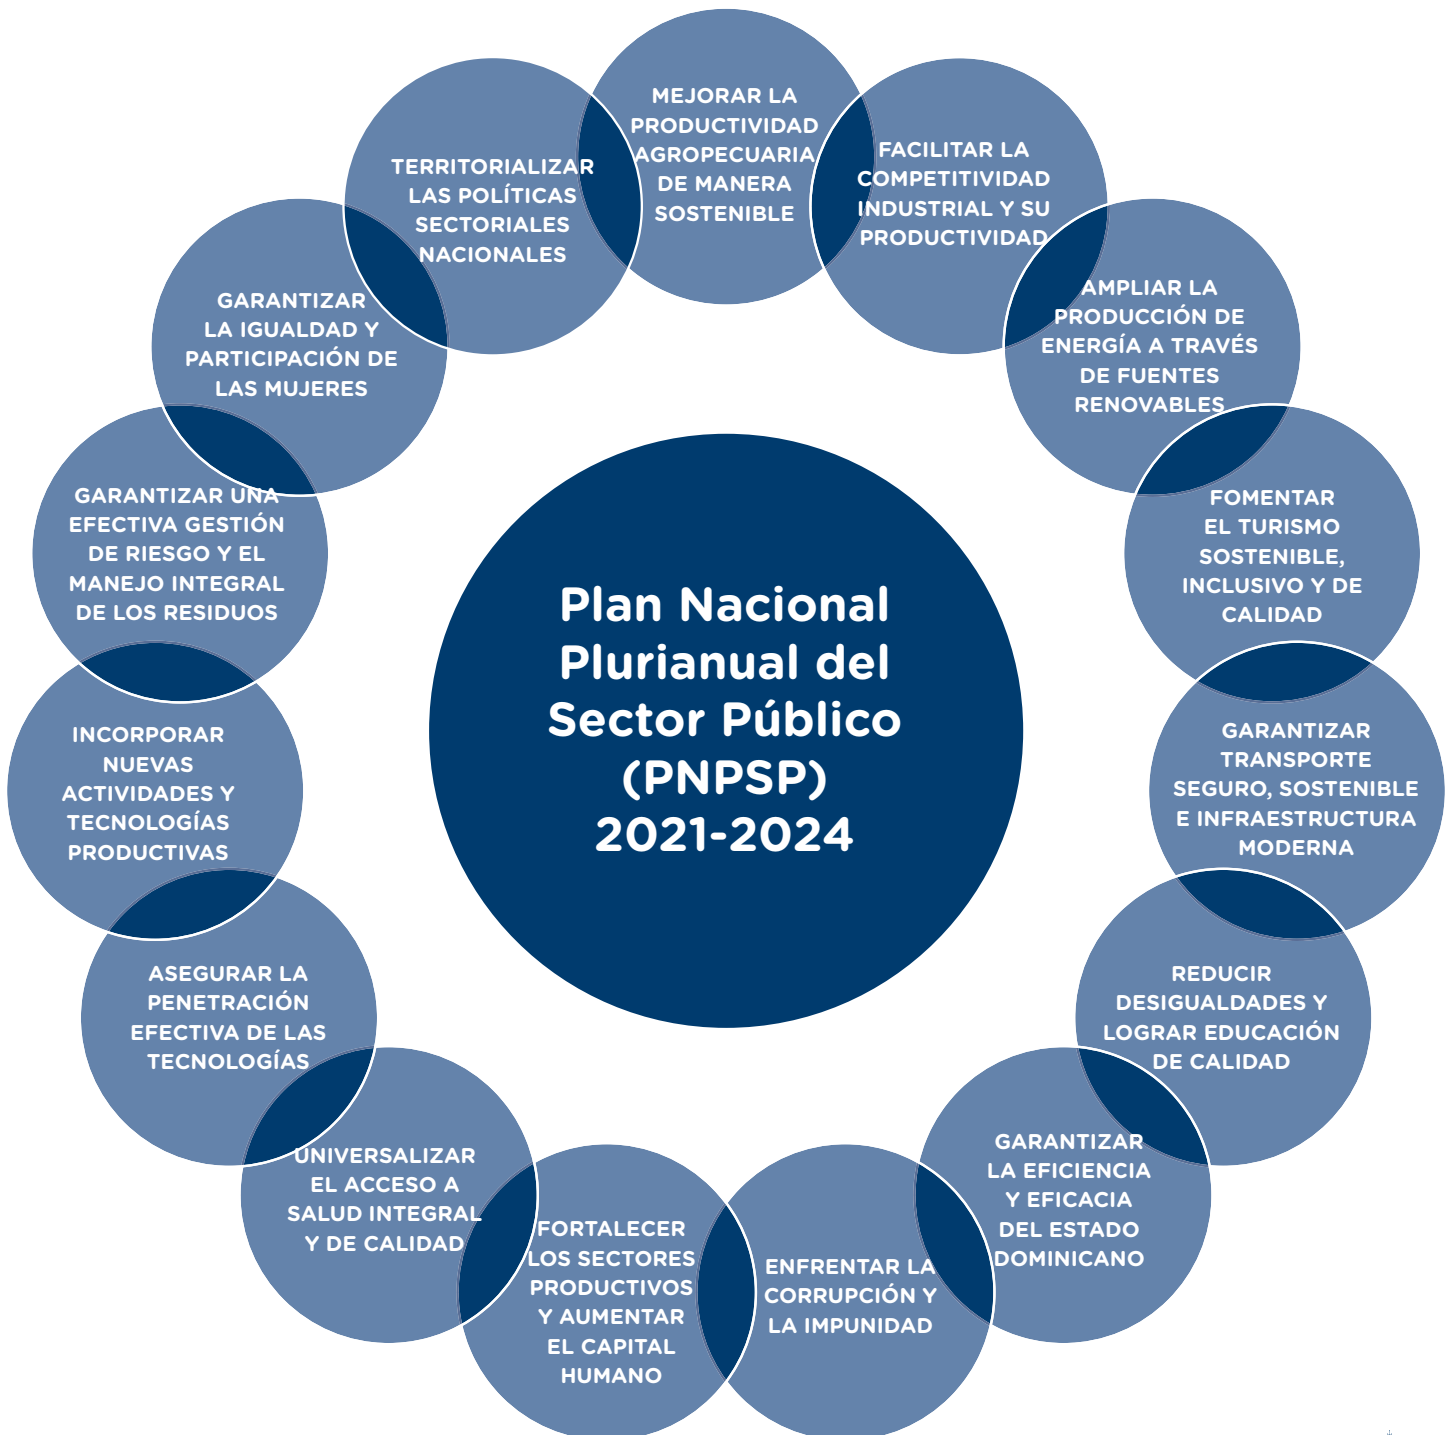 MEJORAR LA
PRODUCTIVIDAD
AGROPECUARIA
DE MANERA
SOSTENIBLE
FACILITAR LA
COMPETITIVIDAD
INDUSTRIAL Y SU
PRODUCTIVIDAD
AMPLIAR LA
PRODUCCIÓN DE
ENERGÍA A TRAVÉS
DE FUENTES
RENOVABLES
FOMENTAR
EL TURISMO
SOSTENIBLE,
INCLUSIVO Y DE
CALIDAD
GARANTIZAR
TRANSPORTE
SEGURO, SOSTENIBLE
E INFRAESTRUCTURA
MODERNA
REDUCIR
DESIGUALDADES Y
LOGRAR EDUCACIÓN
DE CALIDAD
GARANTIZAR
LA EFICIENCIA
Y EFICACIA
DEL ESTADO
DOMINICANO
ENFRENTAR LA
CORRUPCIÓN Y
LA IMPUNIDAD
FORTALECER
LOS SECTORES
PRODUCTIVOS
Y AUMENTAR
EL CAPITAL
HUMANO
UNIVERSALIZAR
EL ACCESO A
SALUD INTEGRAL
Y DE CALIDAD
ASEGURAR LA
PENETRACIÓN
EFECTIVA DE LAS
TECNOLOGÍAS
INCORPORAR
NUEVAS
ACTIVIDADES Y
TECNOLOGÍAS
PRODUCTIVAS
GARANTIZAR UNA
EFECTIVA GESTIÓN
DE RIESGO Y EL
MANEJO INTEGRAL
DE LOS RESIDUOS
GARANTIZAR
LA IGUALDAD Y
PARTICIPACIÓN DE
LAS MUJERES
TERRITORIALIZAR
LAS POLÍTICAS
SECTORIALES
NACIONALES
Plan Nacional
Plurianual del
Sector Público
(PNPSP)
2021-2024